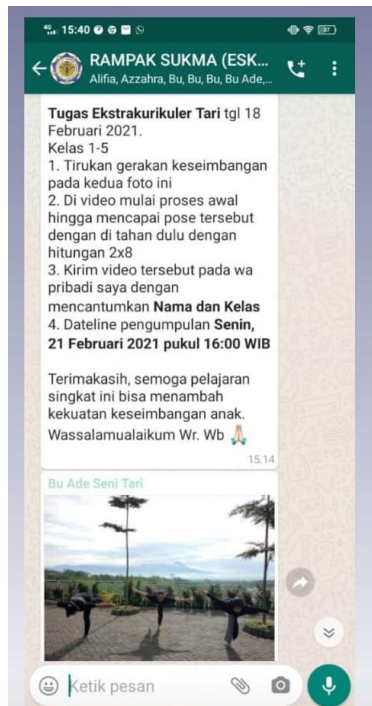 15:40
37
RAMPAK SUKMA (ESK...
Alifia, Azzahra, Bu, Bu, Bu, Bu Ade,...
Tugas Ekstrakurikuler Tari tgl 18
Februari 2021.
Kelas 1-5
1. Tirukan gerakan keseimbangan
pada kedua foto ini
2. Di video mulai proses awal
hingga mencapai pose tersebut
dengan di tahan dulu dengan
hitungan 2x8
3. Kirim video tersebut pada wa
pribadi saya dengan
mencantumkan Nama dan Kelas
4. Dateline pengumpulan Senin,
21 Februari 2021 pukul 16:00 WIB
Terimakasih, semoga pelajaran
singkat ini bisa menambah
kekuatan keseimbangan anak.
Wassalamualaikum Wr. Wb 🙏🏻
15.14
Bu Ade Seni Tari
Ketik pesan